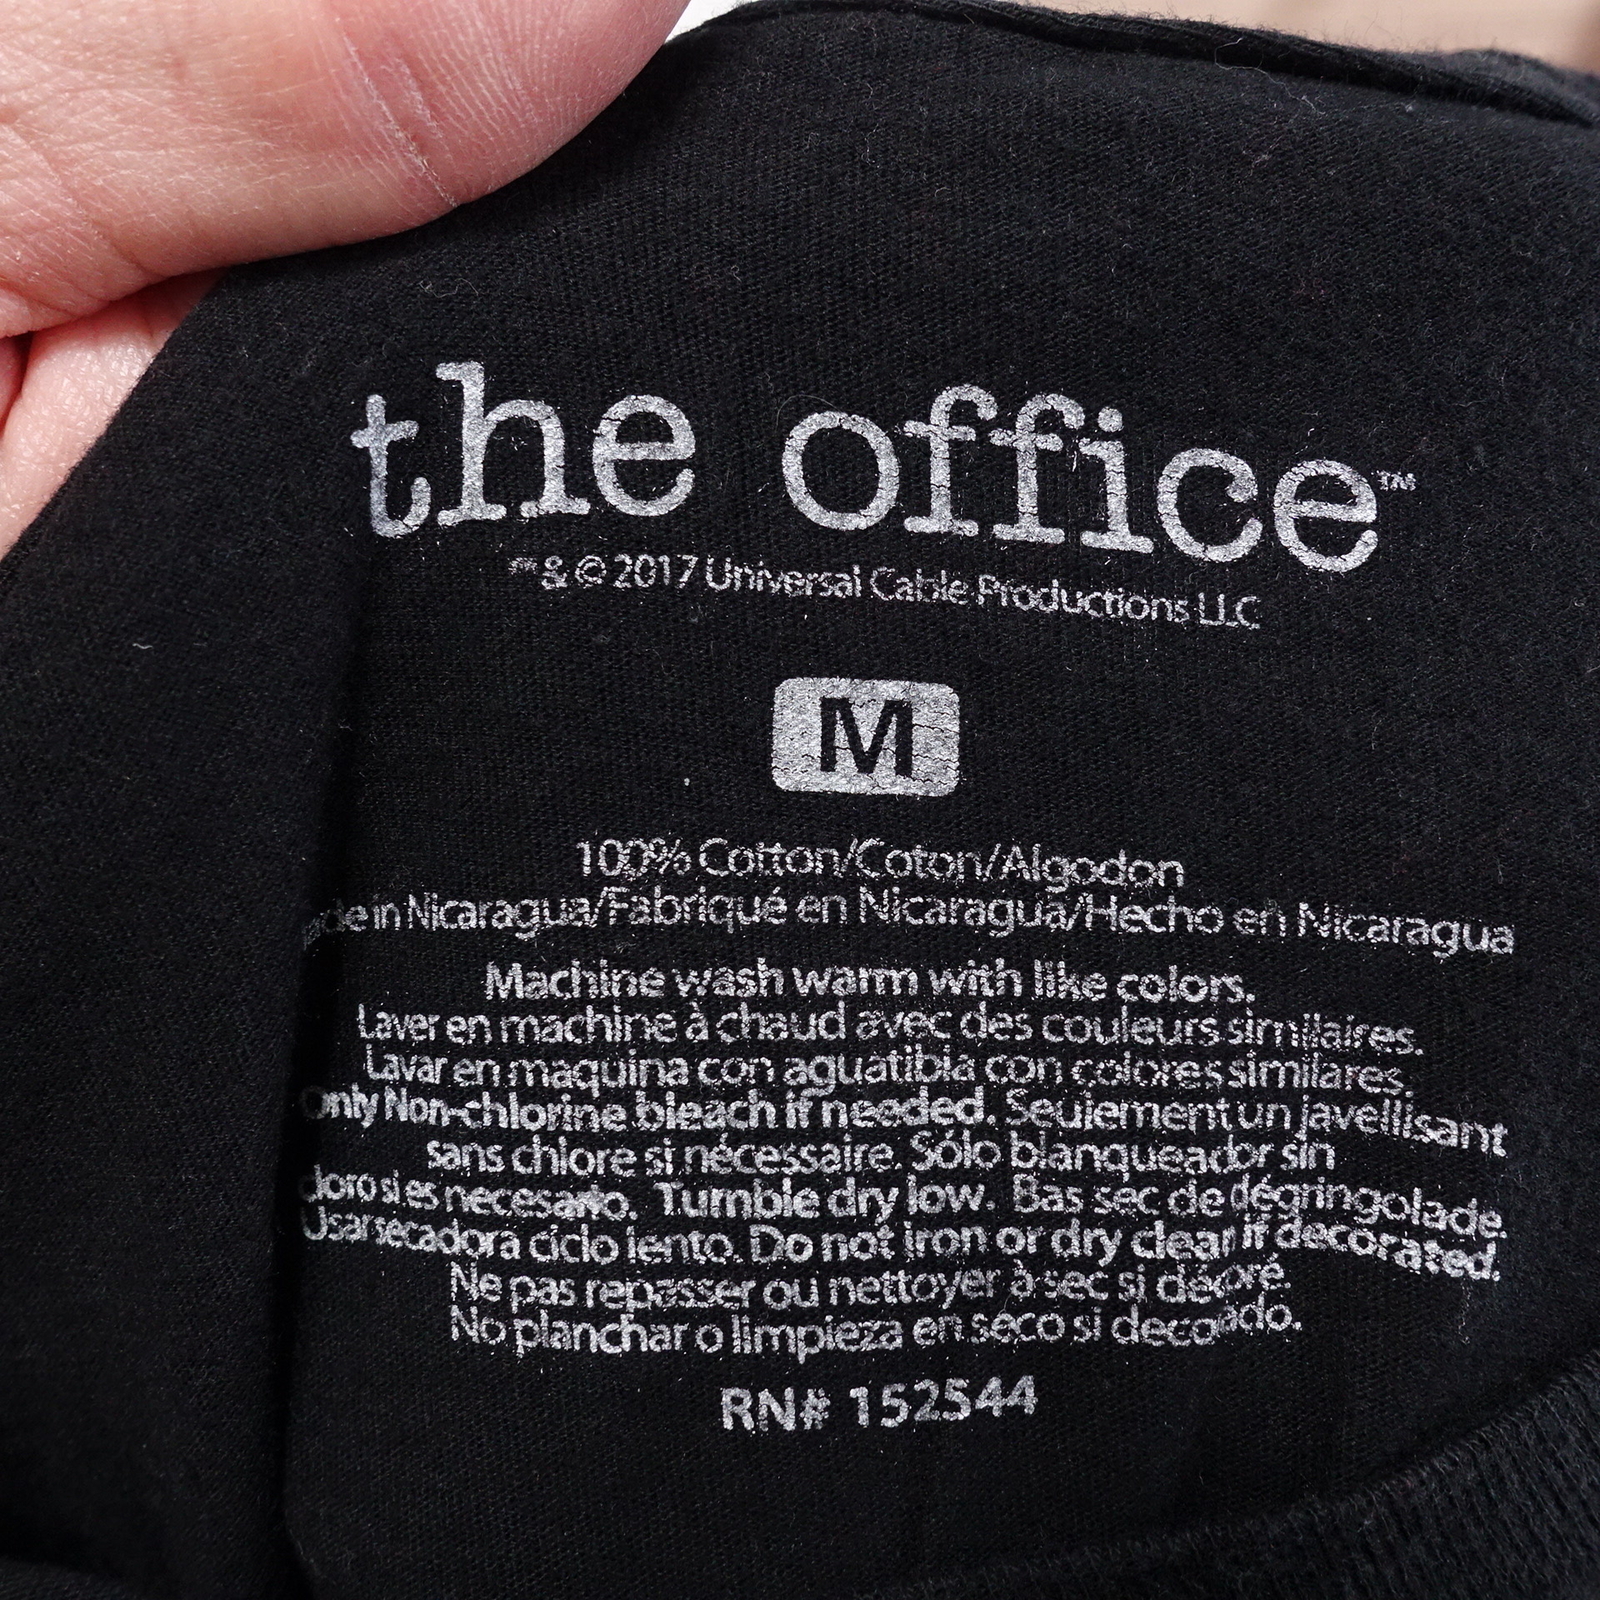 the office™
™ & © 2017 Universal Cable Productions LLC
M
100% Cotton/Coton/Algodon
in Nicaragua/Fabriqué en Nicaragua/Hecho en Nicaragua
Machine wash warm with like colors.
Laver en machine à chaud avec des couleurs similaires.
Lavar en maquina con agua tibia con colores similares.
Only Non-chlorine bleach if needed. Seulement un javellisant
sans chlore si nécessaire. Sólo blanqueador sin
cloro si es necesario. Tumble dry low. Bas sec de dégringolade.
Usar secadora ciclo lento. Do not iron or dry clean if decorated.
Ne pas repasser ou nettoyer à sec si décoré.
No planchar o limpieza en seco si decorado.
RN# 152544